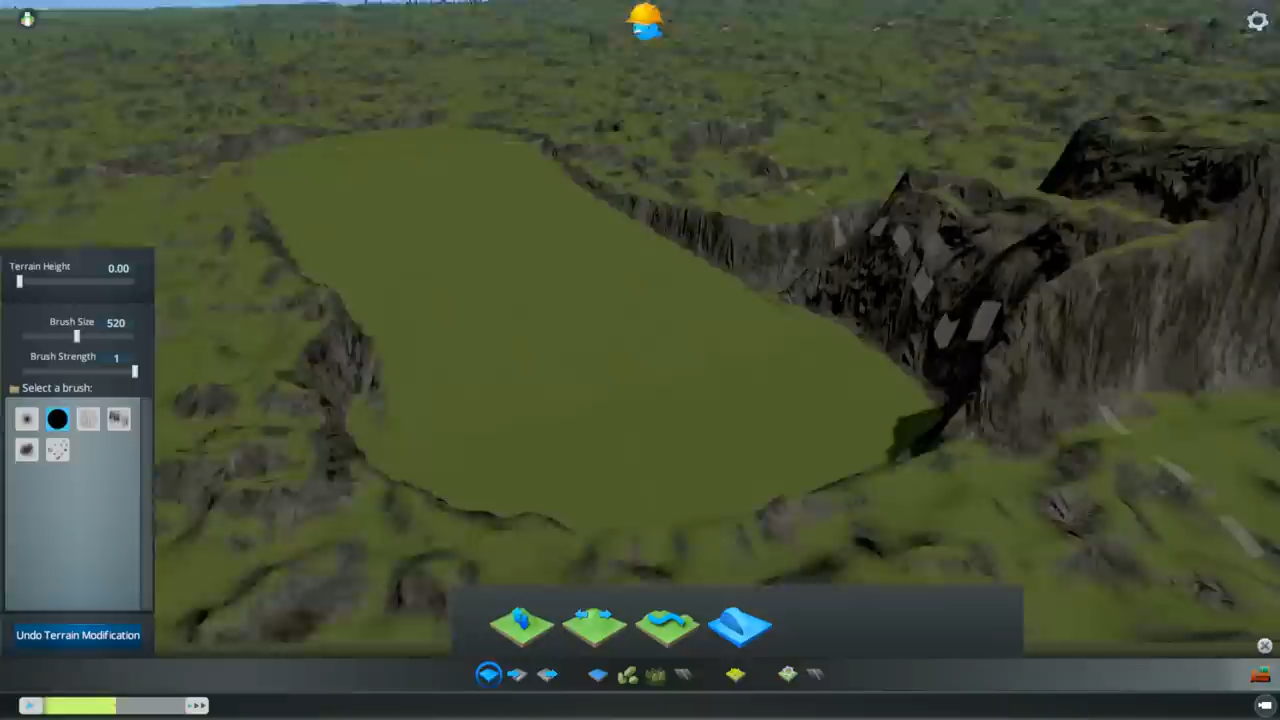 Terrain Height 0.00
Brush Size 520
Brush Strength 1
Select a brush:
Undo Terrain Modification